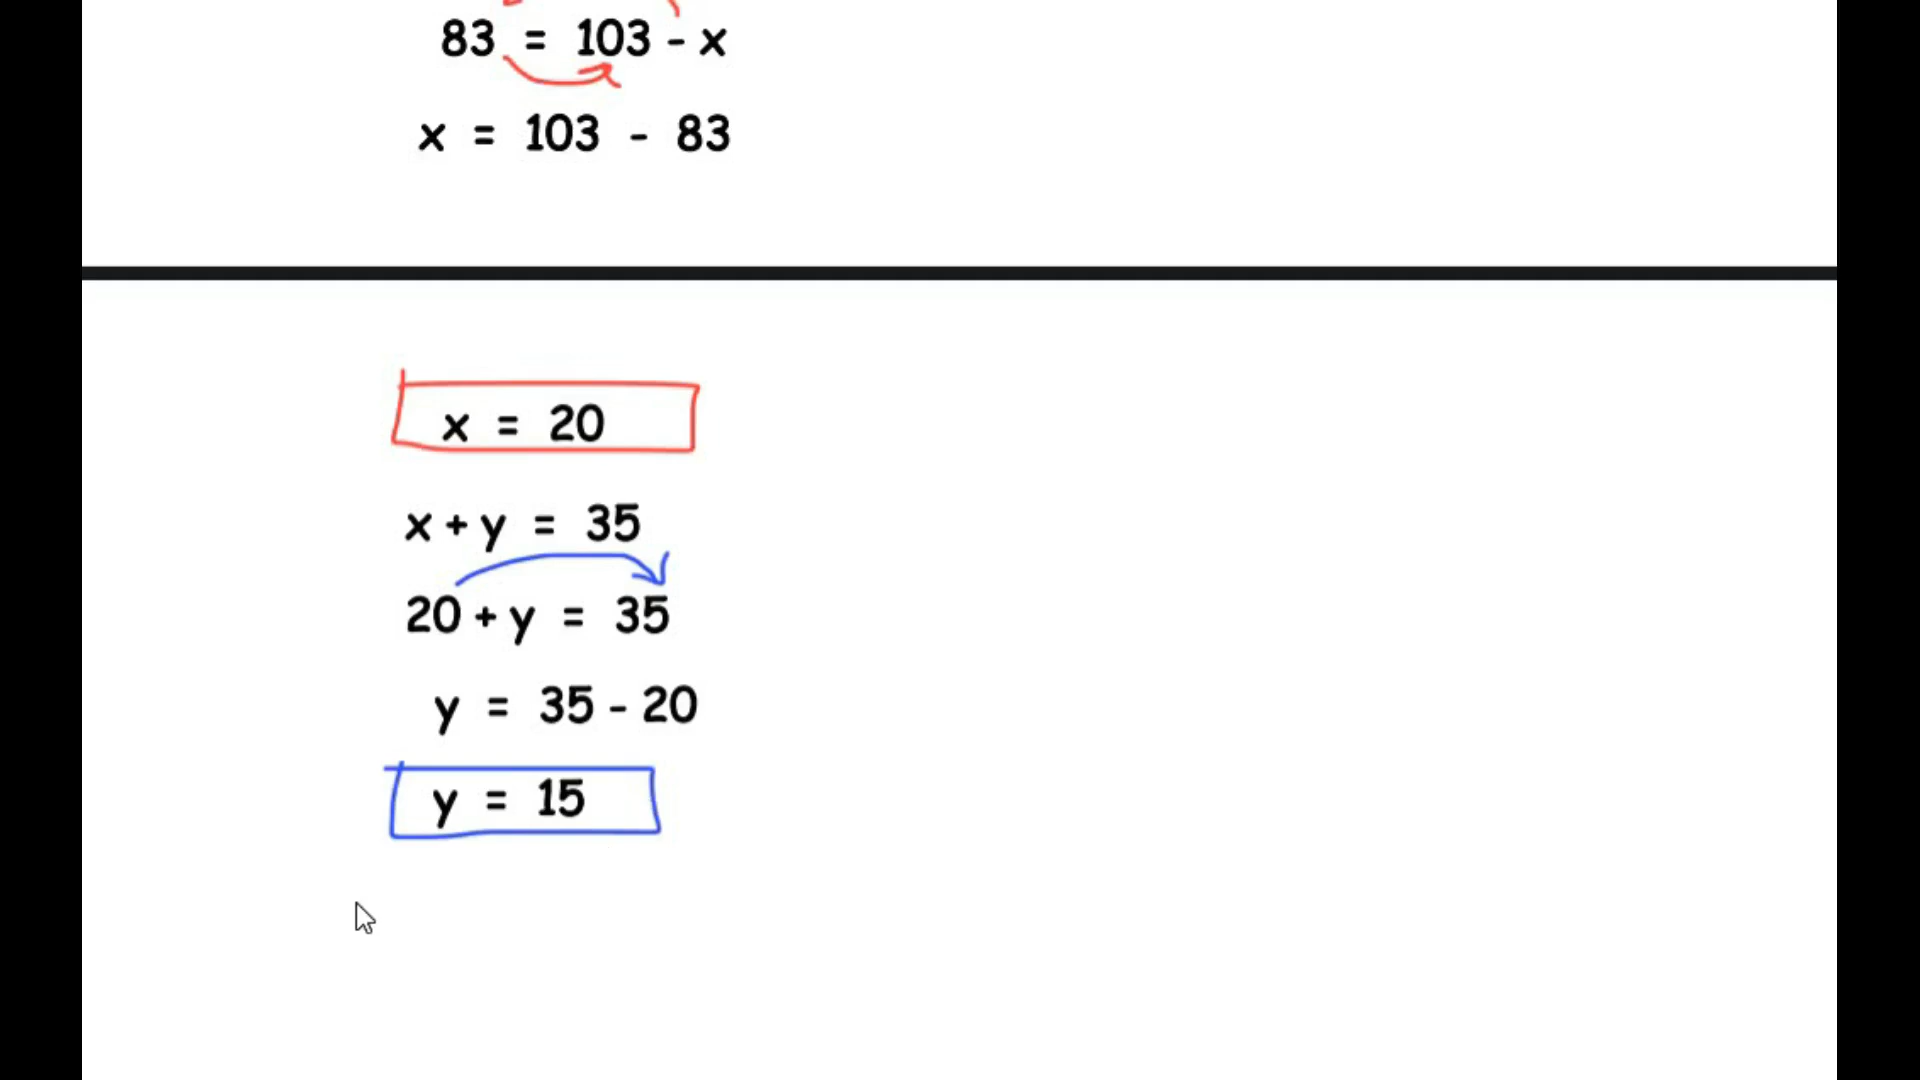 83 = 103 - x
x = 103 - 83
x = 20
x + y = 35
20 + y = 35
y = 35 - 20
y = 15